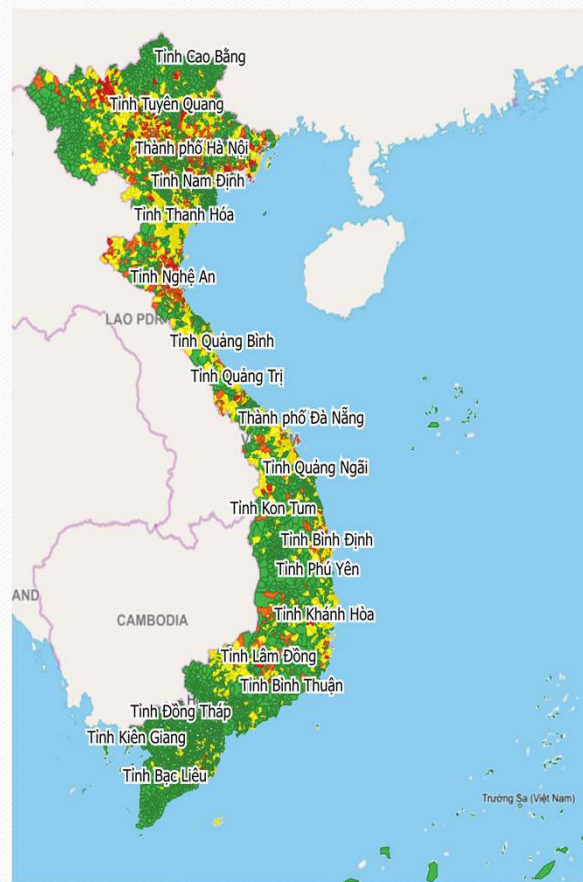 Tỉnh Cao Bằng
Tỉnh Tuyên Quang
Thành phố Hà Nội
Tỉnh Nam Định
Tỉnh Thanh Hóa
Tỉnh Nghệ An
LAO PDR
Tỉnh Quảng Bình
Tỉnh Quảng Trị
Thành phố Đà Nẵng
Tỉnh Quảng Ngãi
Tỉnh Kon Tum
Tỉnh Bình Định
Tỉnh Phú Yên
AND
CAMBODIA
Tỉnh Khánh Hòa
Tỉnh Lâm Đồng
Tỉnh Bình Thuận
Tỉnh Đồng Tháp
Tỉnh Kiên Giang
Tỉnh Bạc Liêu
Trường Sa (Việt Nam)